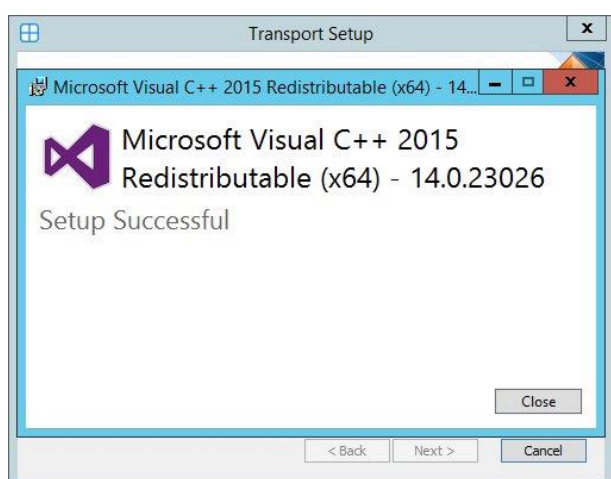 Transport Setup
x
Microsoft Visual C++ 2015 Redistributable (x64) - 14...
x
Microsoft Visual C++ 2015
Redistributable (x64) - 14.0.23026
Setup Successful
Close
< Back Next > Cancel